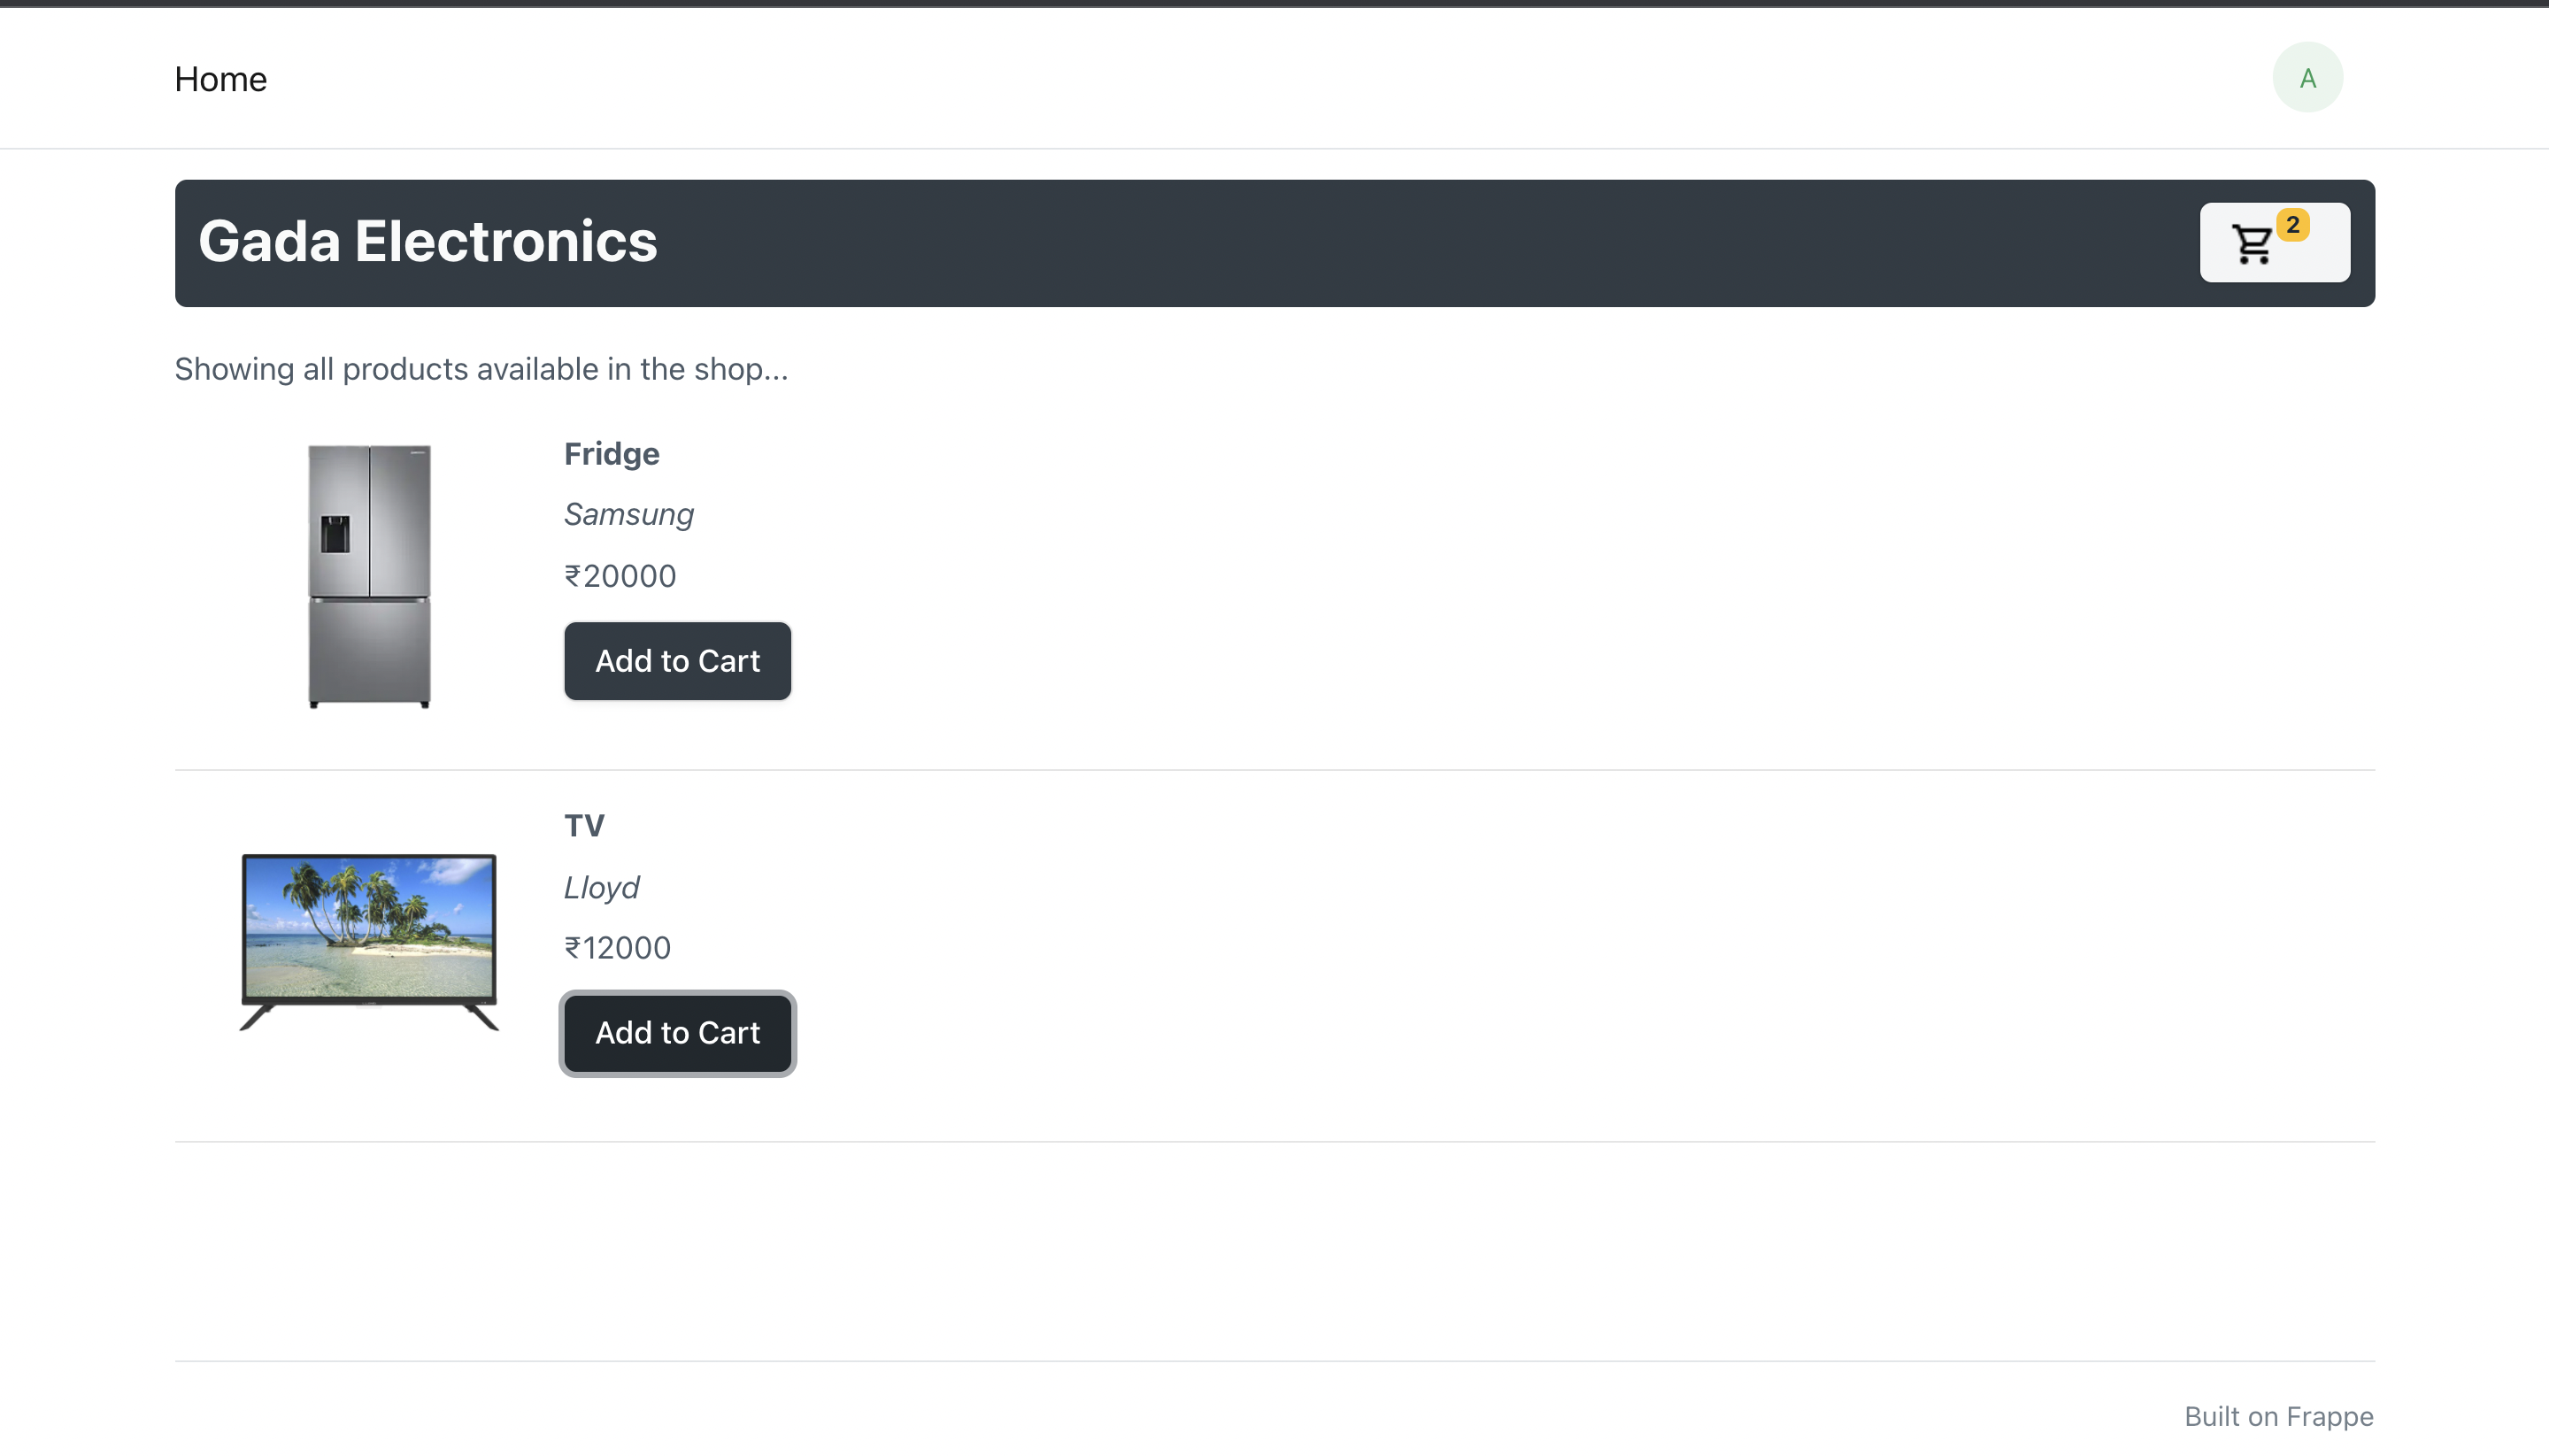 Home
A
Gada Electronics
2
Showing all products available in the shop...
Fridge
Samsung
₹20000
Add to Cart
TV
Lloyd
₹12000
Add to Cart
Built on Frappe